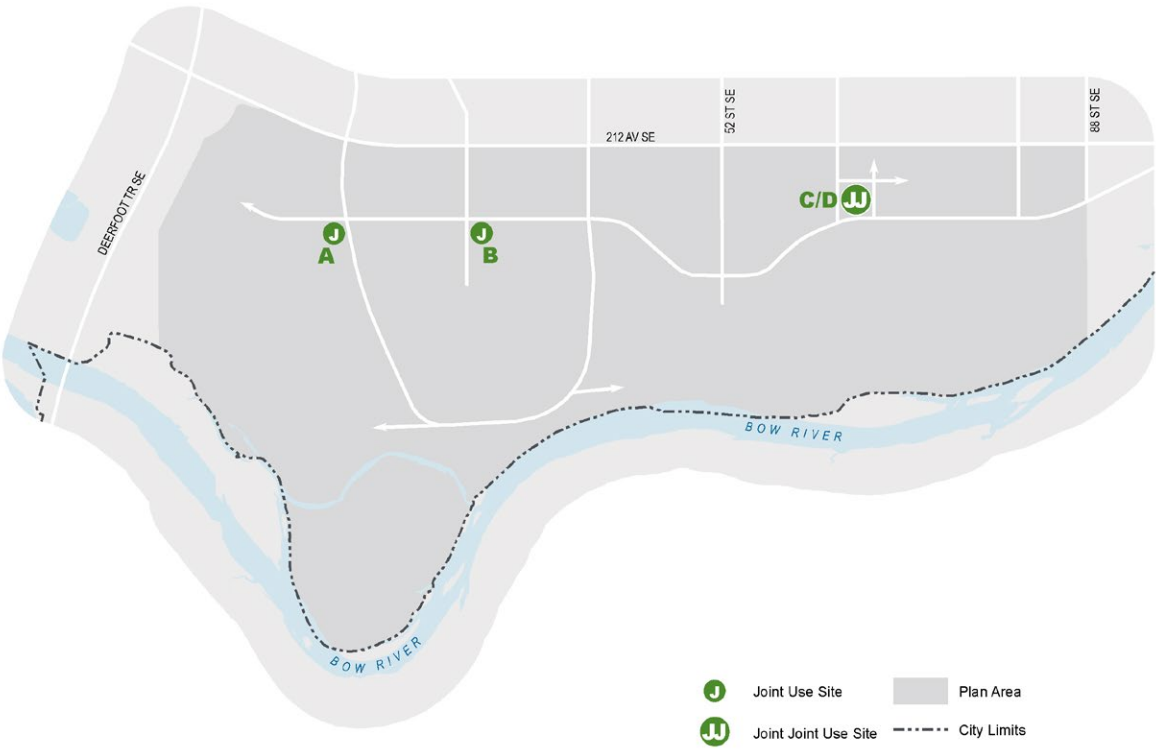 212 AV SE
52 ST SE
88 ST SE
DEERFOOT TR SE
C/D JJ
J
A
J
B
BOW RIVER
BOW RIVER
J Joint Use Site
Plan Area
JJ Joint Joint Use Site
City Limits